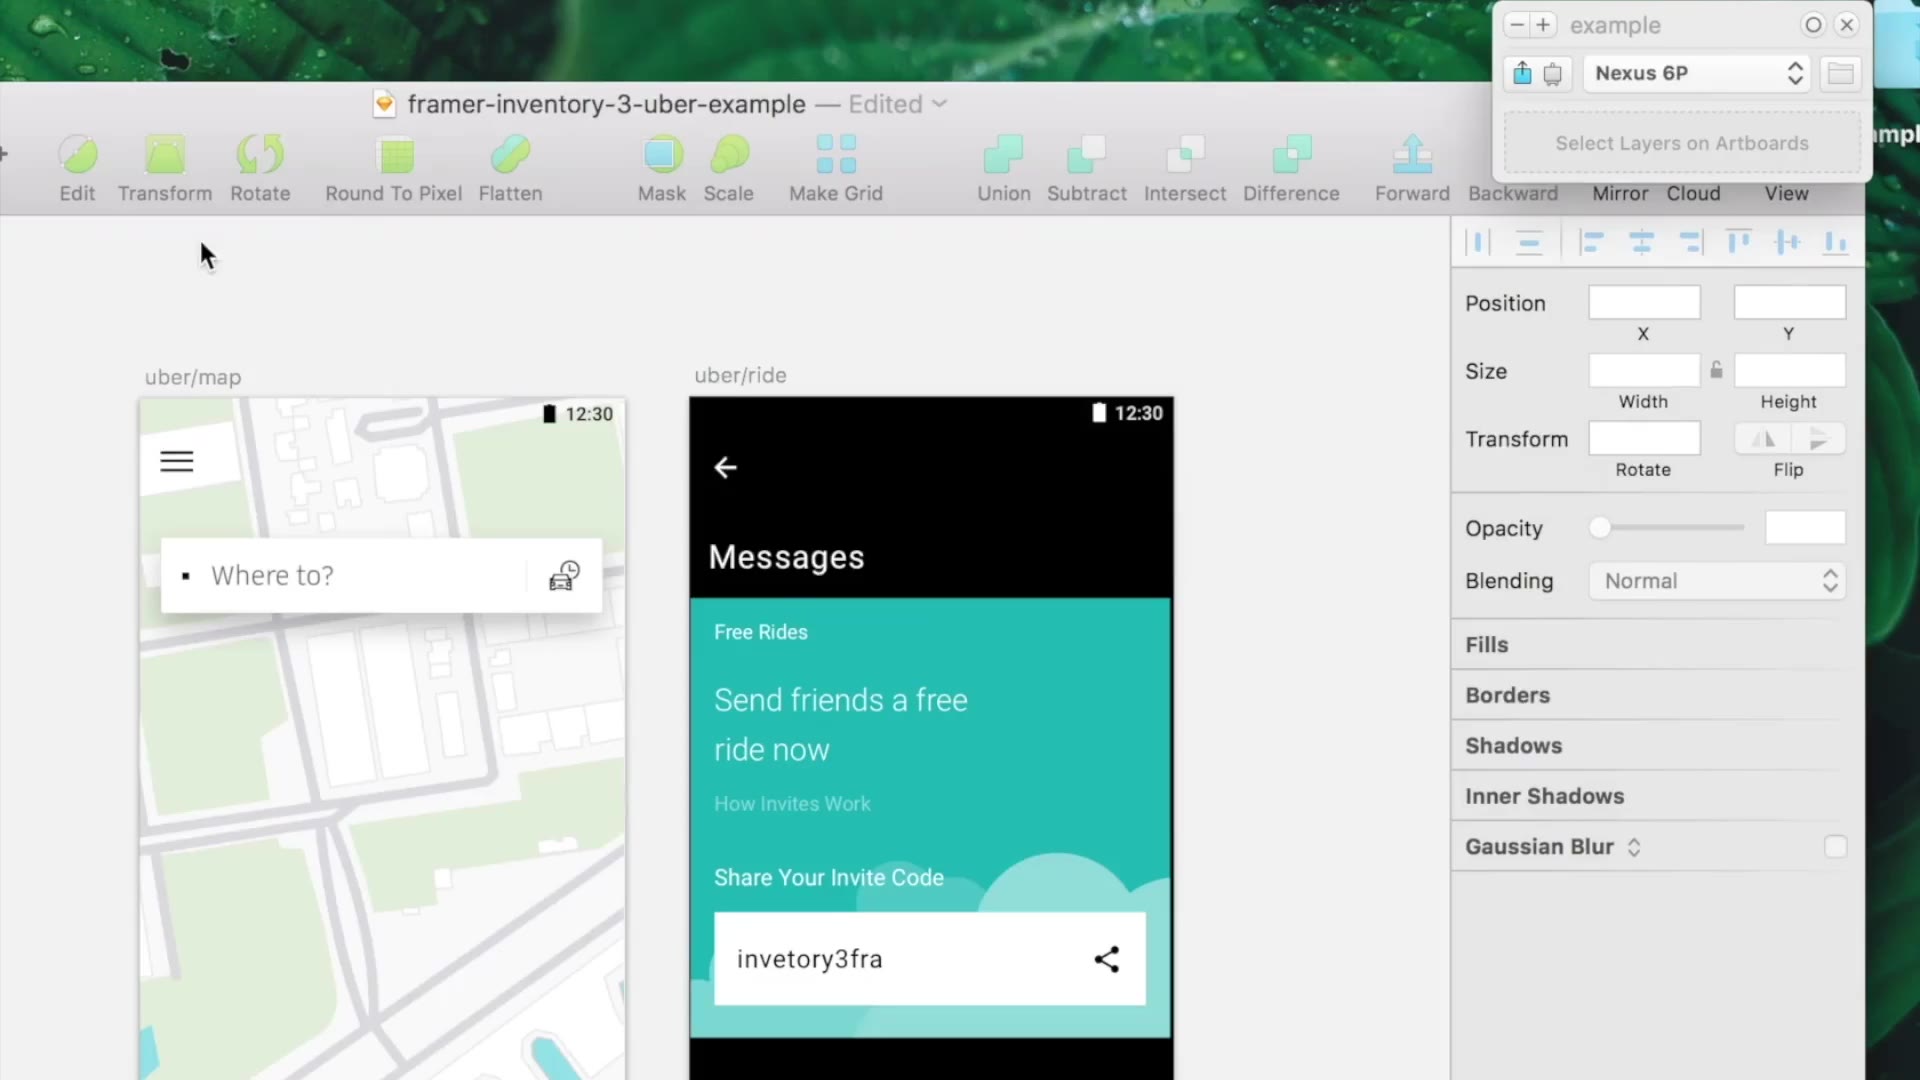 example
Nexus 6P
Select Layers on Artboards
framer-inventory-3-uber-example — Edited
Edit Transform Rotate Round To Pixel Flatten Mask Scale Make Grid Union Subtract Intersect Difference Forward Backward Mirror Cloud View
Position
X Y
Size
Width Height
Transform
Rotate Flip
Opacity
Blending Normal
Fills
Borders
Shadows
Inner Shadows
Gaussian Blur
uber/map
12:30
Where to?
uber/ride
12:30
Messages
Free Rides
Send friends a free
ride now
How Invites Work
Share Your Invite Code
invetory3fra